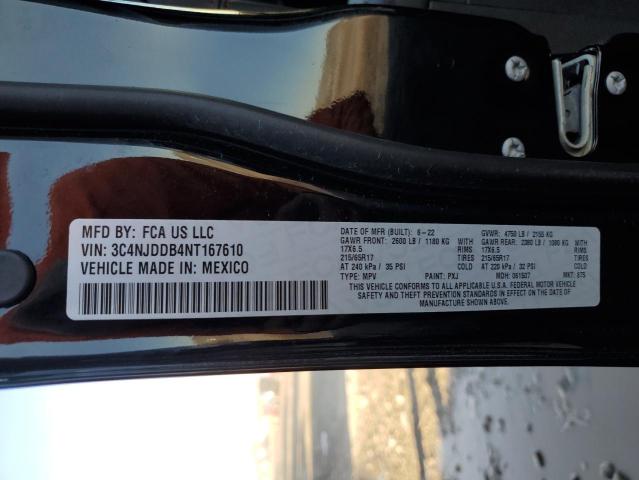 MFD BY: FCA US LLC
VIN: 3C4NJDDB4NT167610
VEHICLE MADE IN: MEXICO
DATE OF MFR (BUILT): 6-22 GVWR: 4750 LB / 2155 KG
GAWR FRONT: 2600 LB / 1180 KG WITH GAWR REAR: 2380 LB / 1080 KG WITH
17X6.5 RIMS 17X6.5 RIMS
215/65R17 TIRES 215/65R17 TIRES
AT 240 kPa / 35 PSI AT 220 kPa / 32 PSI
TYPE: MPV PAINT: PXJ MDH: 061507 MKT: 875
THIS VEHICLE CONFORMS TO ALL APPLICABLE U.S.A. FEDERAL MOTOR VEHICLE
SAFETY AND THEFT PREVENTION STANDARDS IN EFFECT ON THE DATE OF
MANUFACTURE SHOWN ABOVE.